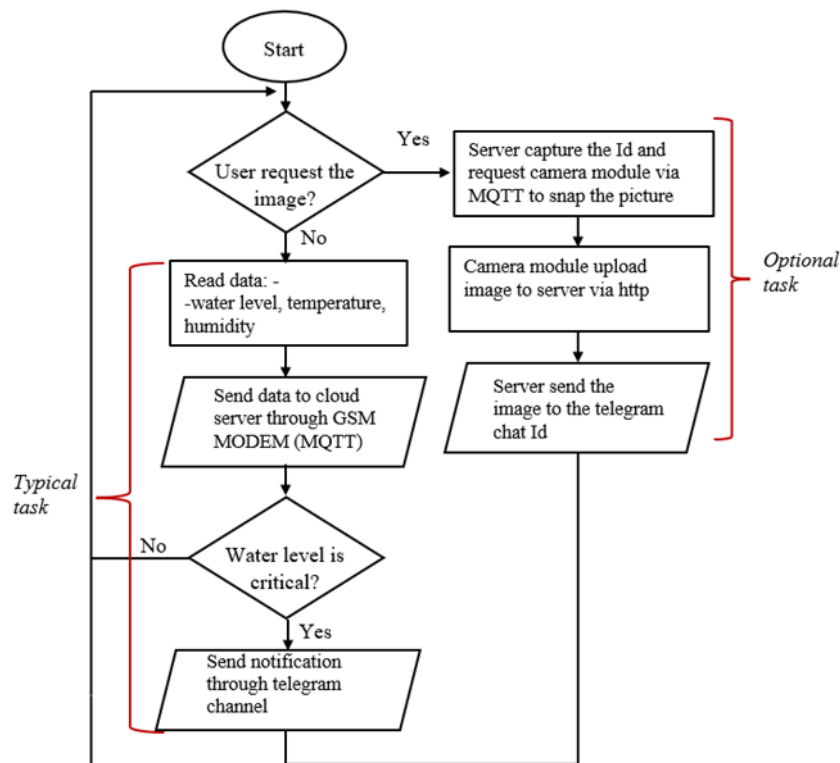 Start
User request the
image?
Yes
No
Server capture the Id and
request camera module via
MQTT to snap the picture
Camera module upload
image to server via http
Server send the
image to the telegram
chat Id
Optional
task
Read data: -
-water level, temperature,
humidity
Send data to cloud
server through GSM
MODEM (MQTT)
Typical
task
No
Water level is
critical?
Yes
Send notification
through telegram
channel